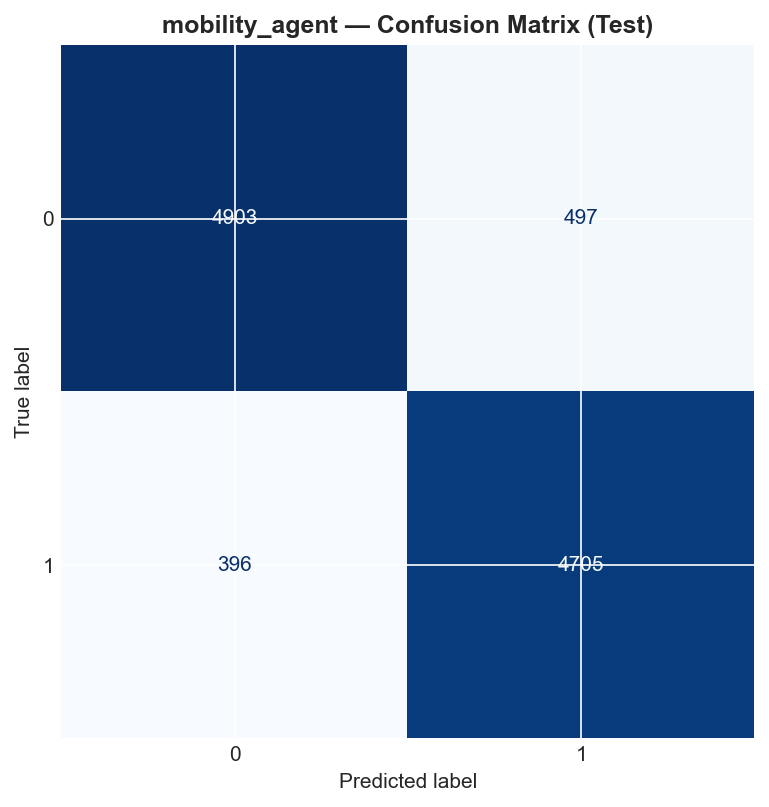 mobility_agent — Confusion Matrix (Test)
0
4903
497
True label
1
396
4705
0
1
Predicted label